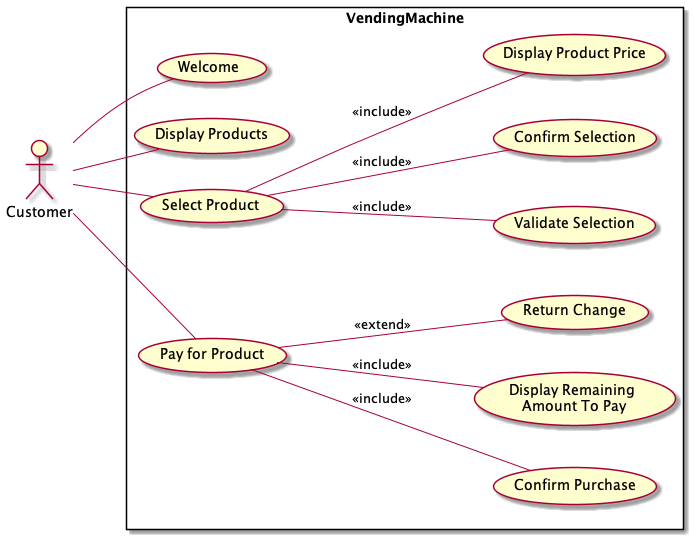 VendingMachine
Display Product Price
Welcome
«include»
Display Products
Confirm Selection
«include»
Customer
Select Product
«include»
Validate Selection
Return Change
«extend»
Pay for Product
«include»
Display Remaining
Amount To Pay
«include»
Confirm Purchase